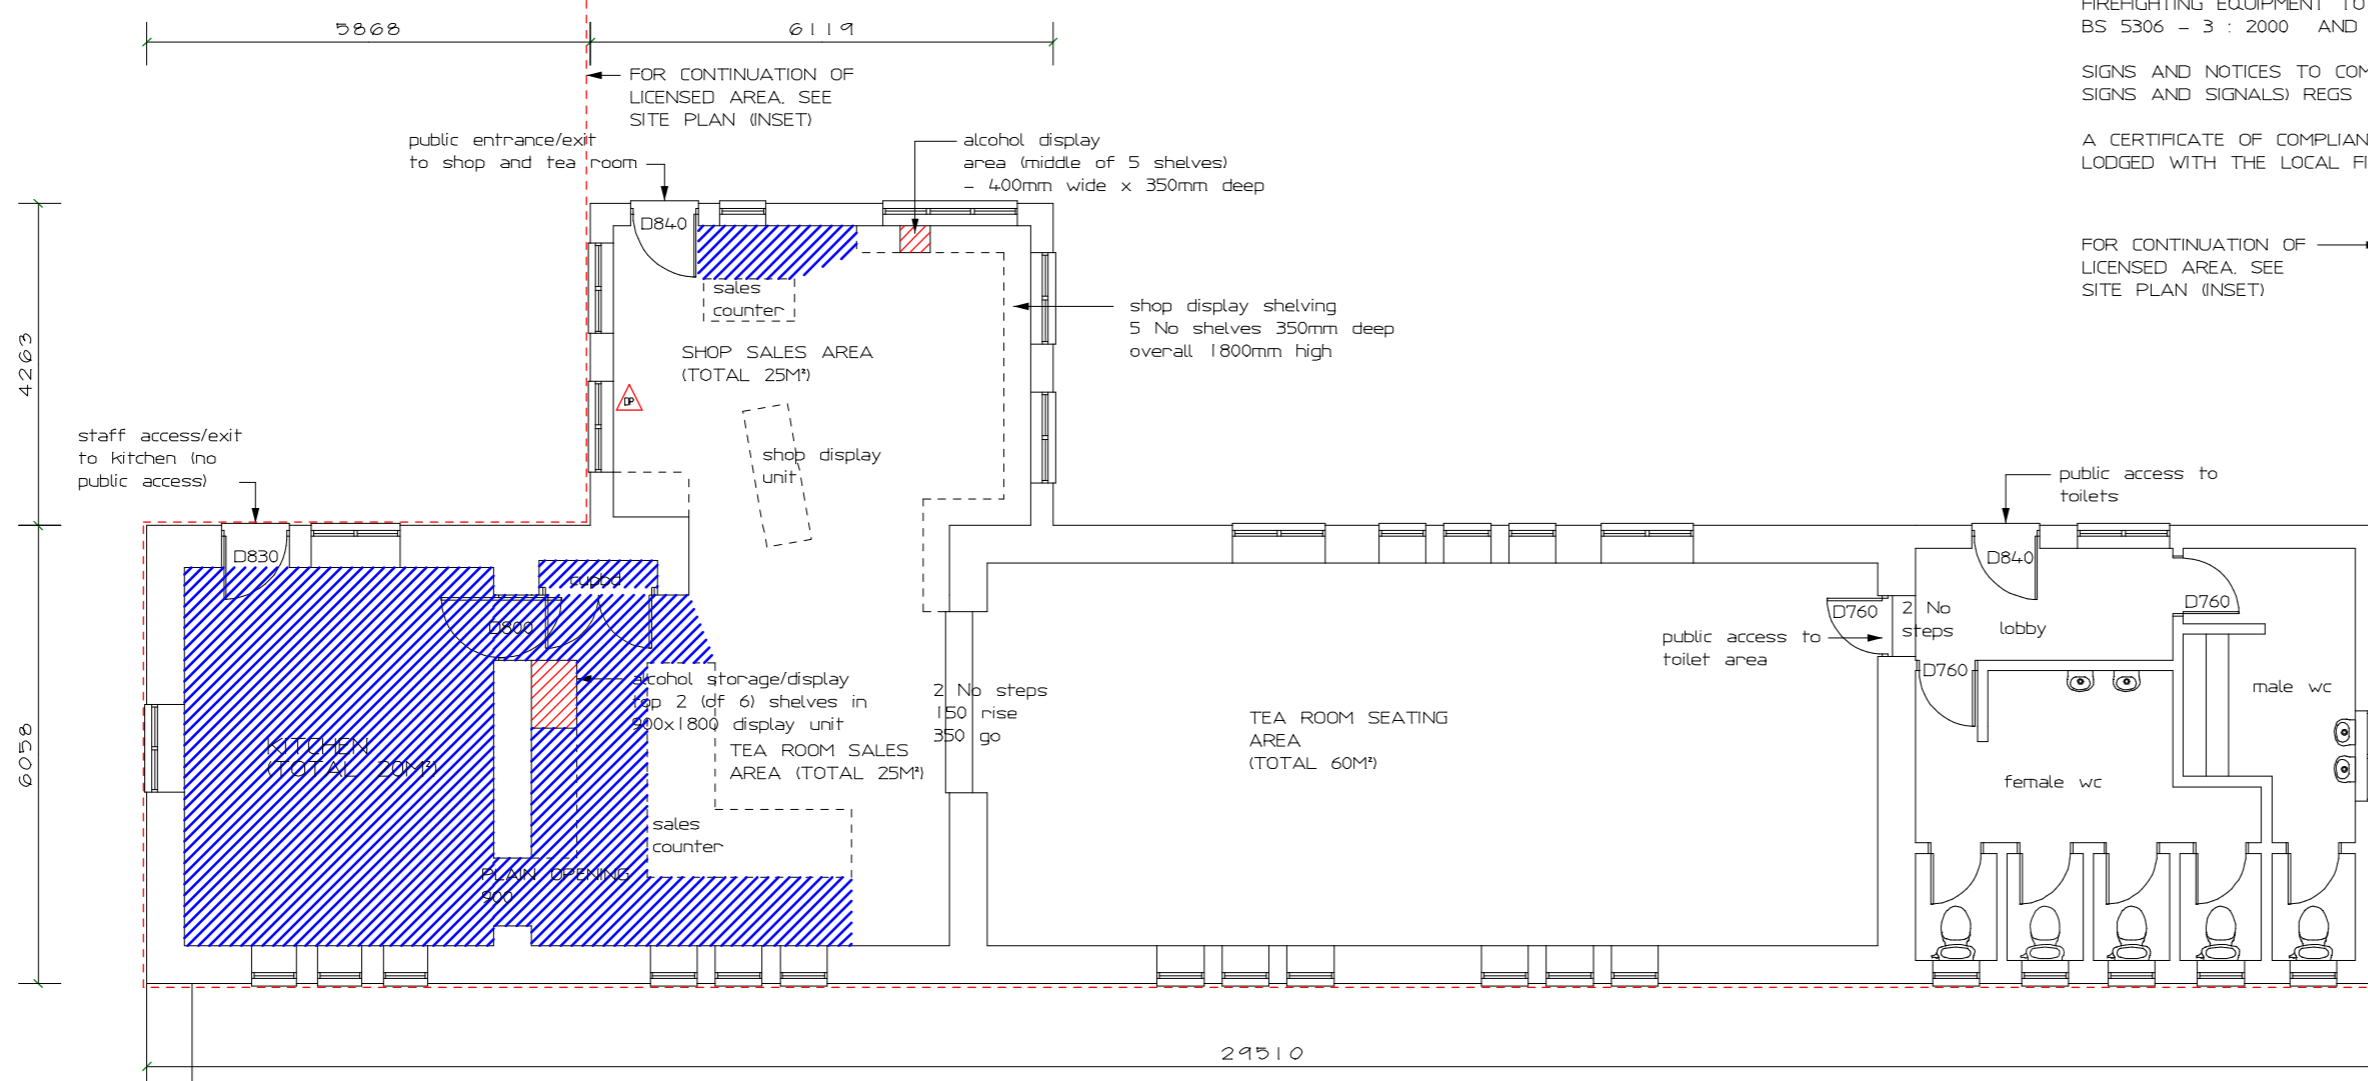 5868
6119
FOR CONTINUATION OF
LICENSED AREA, SEE
SITE PLAN (INSET)
public entrance/exit
to shop and tea room
alcohol display
area (middle of 5 shelves)
- 400mm wide x 350mm deep
FIREFIGHTING EQUIPMENT TO
BS 5306 - 3 : 2000 AND
SIGNS AND NOTICES TO COM
SIGNS AND SIGNALS) REGS
A CERTIFICATE OF COMPLIAN
LODGED WITH THE LOCAL FI
FOR CONTINUATION OF
LICENSED AREA, SEE
SITE PLAN (INSET)
D840
sales
counter
shop display shelving
5 No shelves 350mm deep
overall 1800mm high
SHOP SALES AREA
(TOTAL 25M²)
DP
4263
shop display
unit
staff access/exit
to kitchen (no
public access)
public access to
toilets
D830
cupbd
D800
D840
D760
2 No
steps
lobby
D760
public access to
toilet area
D760
male wc
female wc
alcohol storage/display
top 2 (of 6) shelves in
900x1800 display unit
2 No steps
150 rise
350 go
TEA ROOM SALES
AREA (TOTAL 25M²)
TEA ROOM SEATING
AREA
(TOTAL 60M²)
KITCHEN
(TOTAL 20M²)
6058
sales
counter
PLAIN OPENING
900
29510